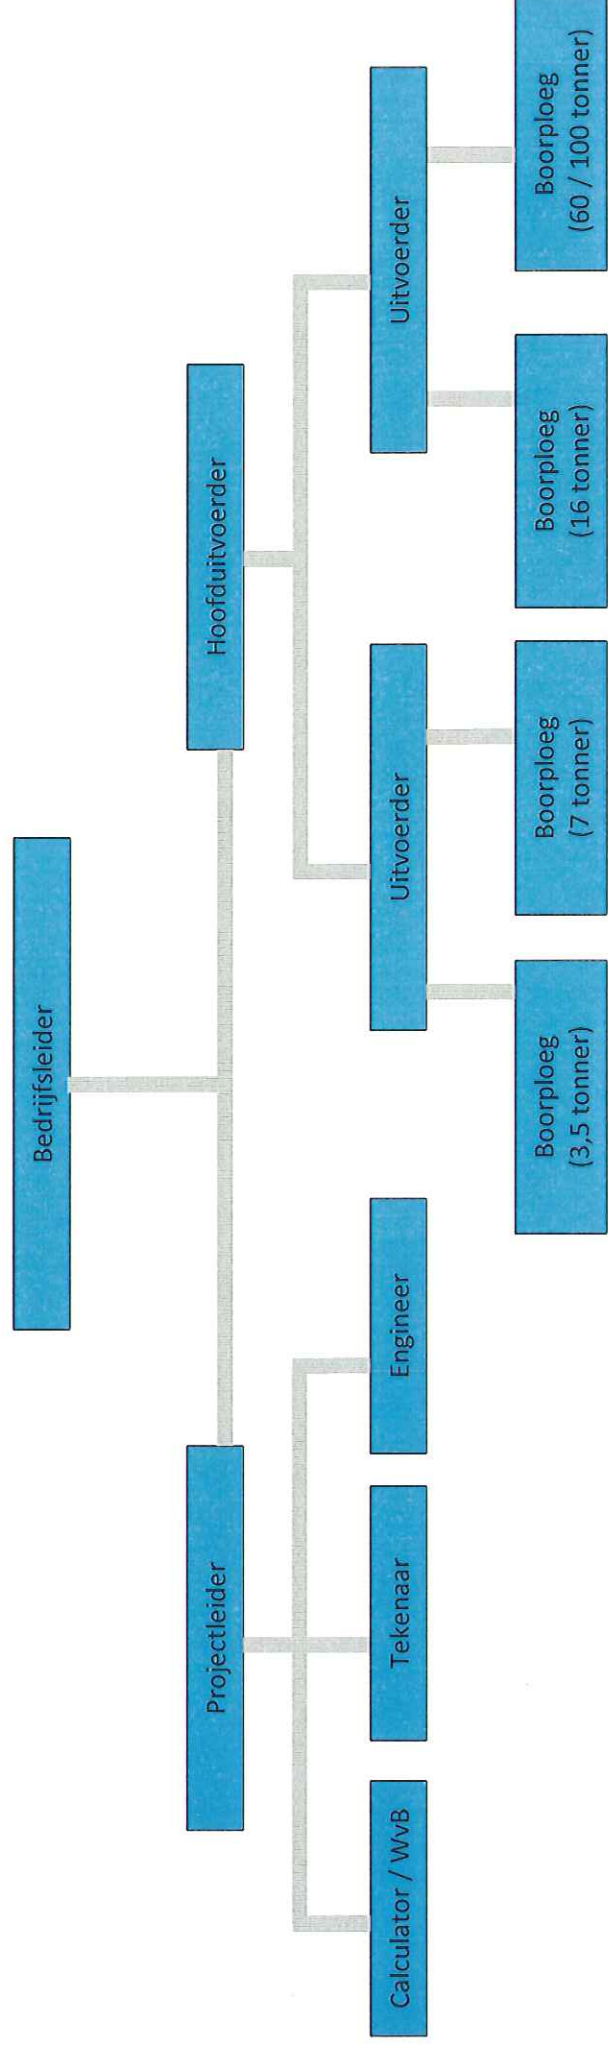 Bedrijfsleider
Projectleider
Hoofduitvoerder
Calculator / WvB
Tekenaar
Engineer
Uitvoerder
Uitvoerder
Boorploeg
(3,5 tonner)
Boorploeg
(7 tonner)
Boorploeg
(16 tonner)
Boorploeg
(60 / 100 tonner)